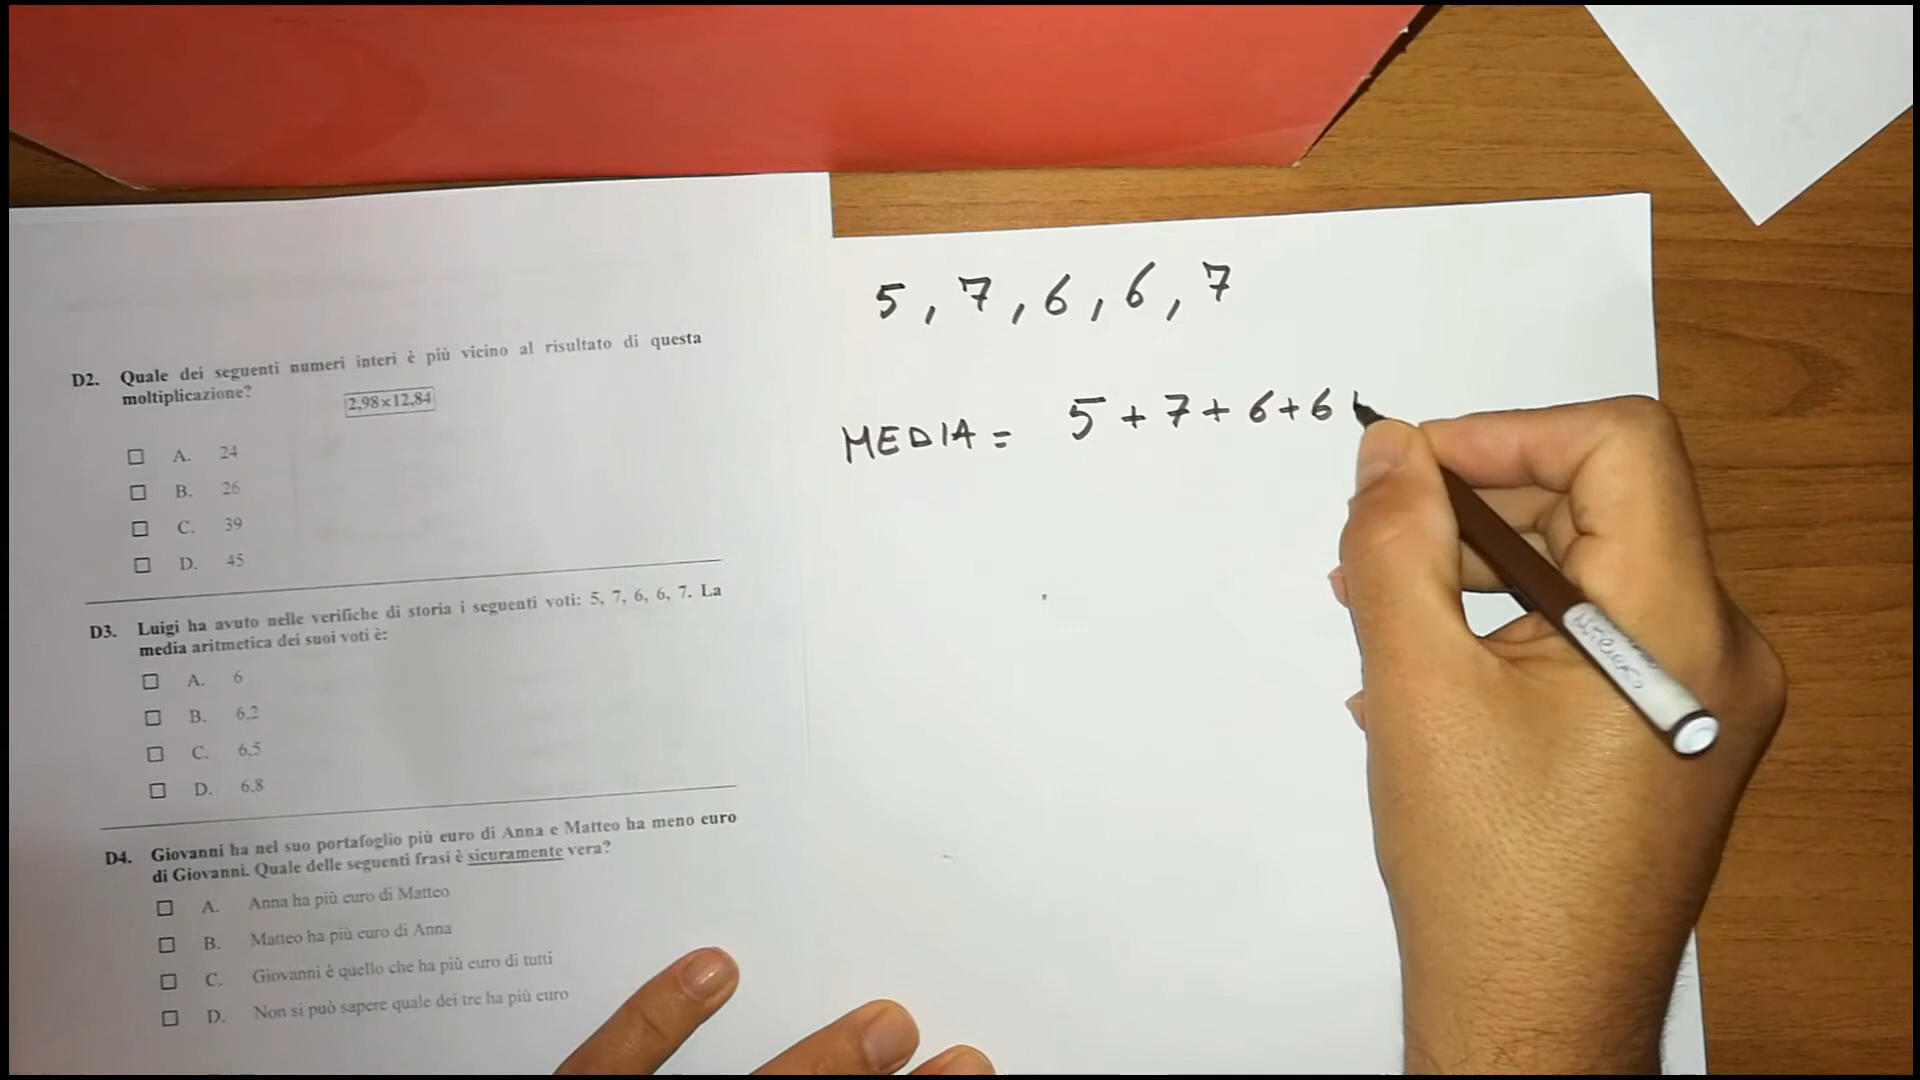 D2. Quale dei seguenti numeri interi è più vicino al risultato di questa
moltiplicazione?
2,98×12,84
A. 24
B. 26
C. 39
D. 45
D3. Luigi ha avuto nelle verifiche di storia i seguenti voti: 5, 7, 6, 6, 7. La
media aritmetica dei suoi voti è:
A. 6
B. 6,2
C. 6,5
D. 6,8
D4. Giovanni ha nel suo portafoglio più euro di Anna e Matteo ha meno euro
di Giovanni. Quale delle seguenti frasi è sicuramente vera?
A. Anna ha più euro di Matteo
B. Matteo ha più euro di Anna
C. Giovanni è quello che ha più euro di tutti
D. Non si può sapere quale dei tre ha più euro
5, 7, 6, 6, 7
MEDIA = 5+7+6+6